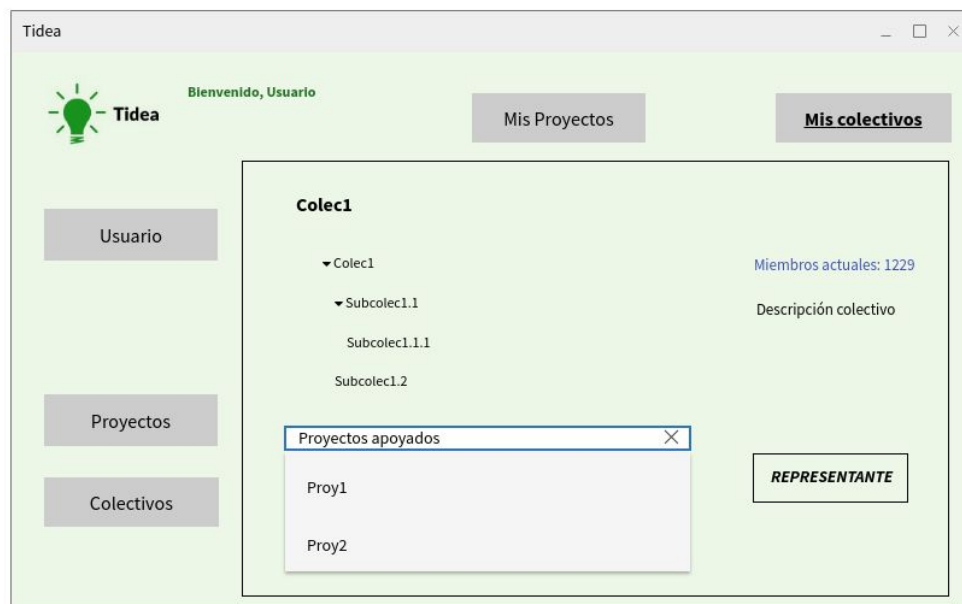 Tidea
Bienvenido, Usuario
Tidea
Mis Proyectos
Mis colectivos
Usuario
Proyectos
Colectivos
Colec1
Colec1
Subcolec1.1
Subcolec1.1.1
Subcolec1.2
Miembros actuales: 1229
Descripción colectivo
Proyectos apoyados
Proy1
Proy2
REPRESENTANTE